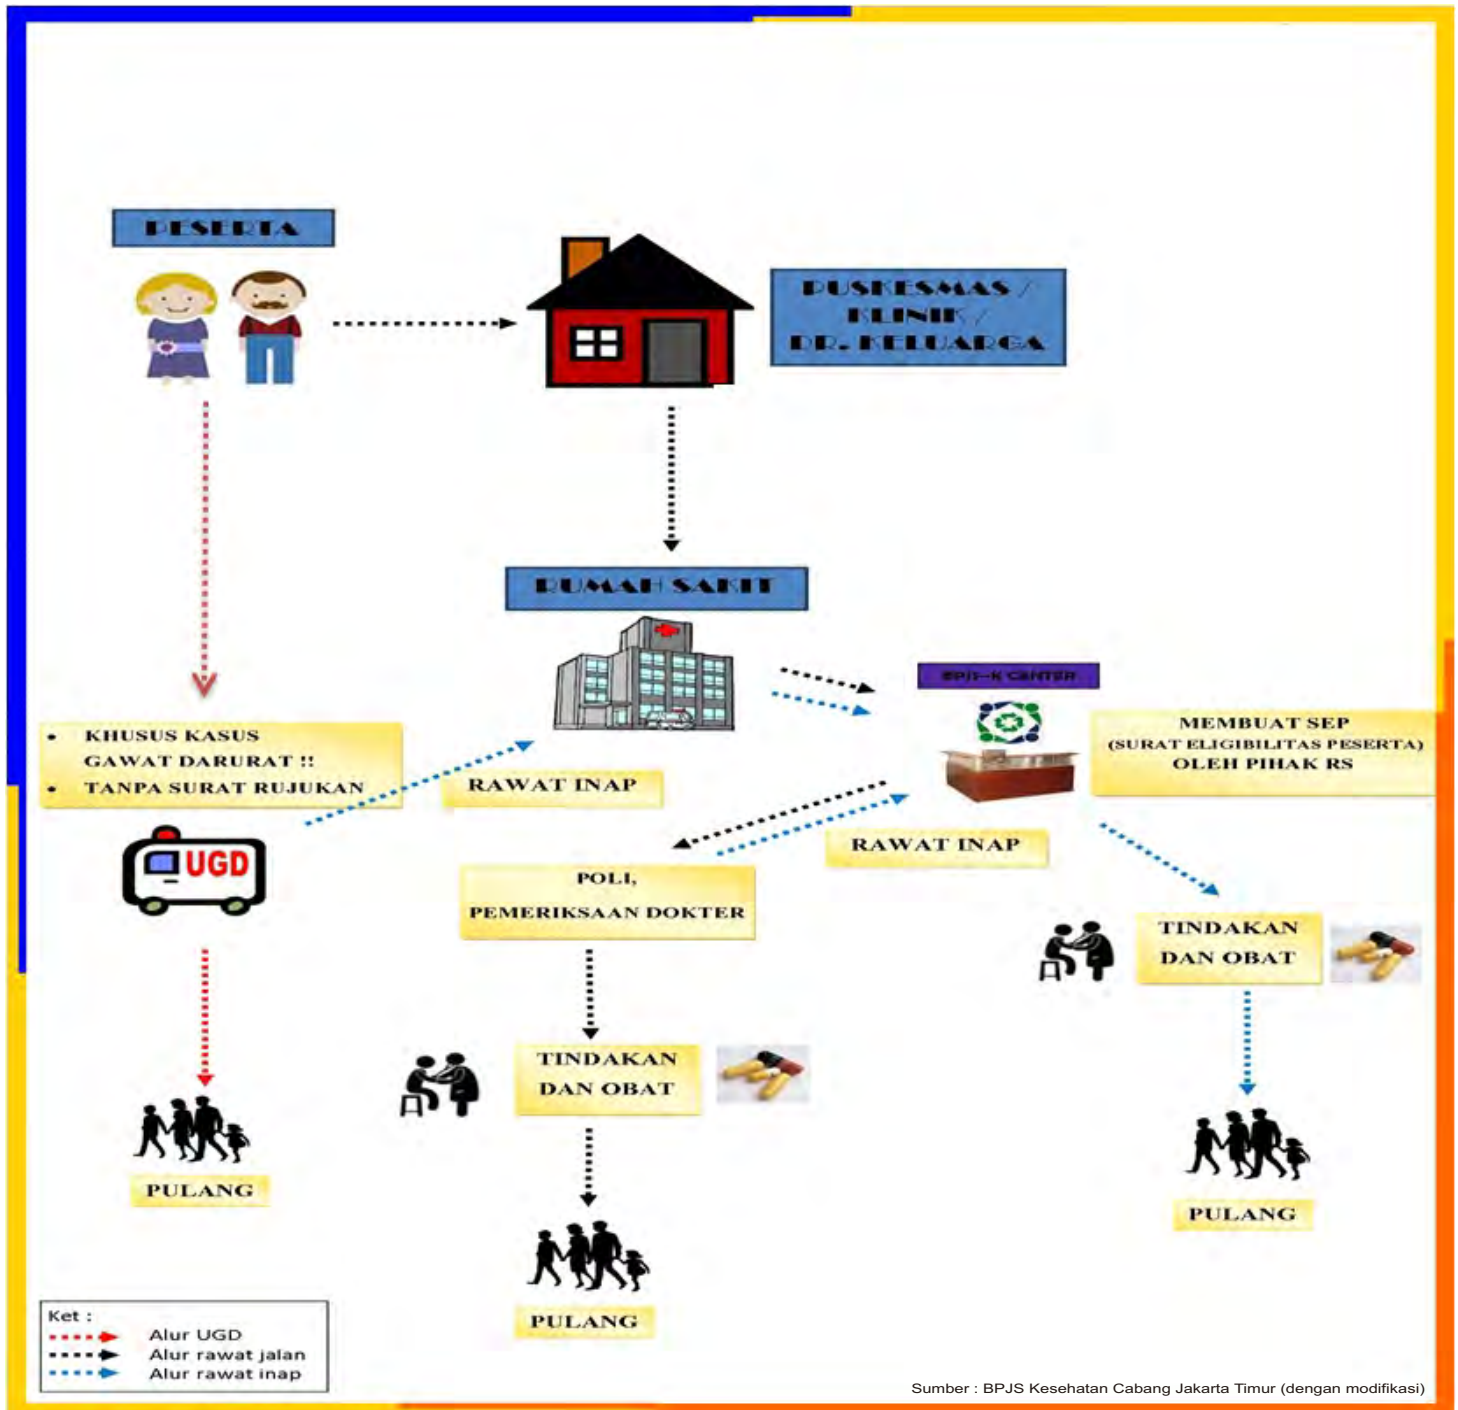 PESERTA
PUSKESMAS /
KLINIK /
DR. KELUARGA
RUMAH SAKIT
BPJS-K CENTER
MEMBUAT SEP
(SURAT ELIGIBILITAS PESERTA)
OLEH PIHAK RS
• KHUSUS KASUS
GAWAT DARURAT !!
• TANPA SURAT RUJUKAN
RAWAT INAP
RAWAT INAP
UGD
POLI,
PEMERIKSAAN DOKTER
TINDAKAN
DAN OBAT
TINDAKAN
DAN OBAT
PULANG
PULANG
PULANG
Ket :
Alur UGD
Alur rawat jalan
Alur rawat inap
Sumber : BPJS Kesehatan Cabang Jakarta Timur (dengan modifikasi)